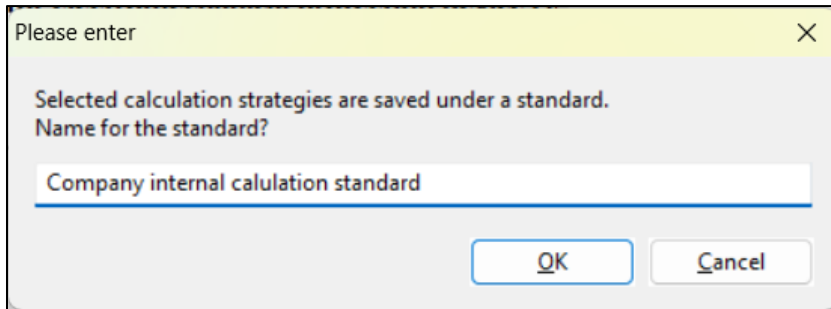 Please enter
Selected calculation strategies are saved under a standard.
Name for the standard?
Company internal calulation standard
OK
Cancel